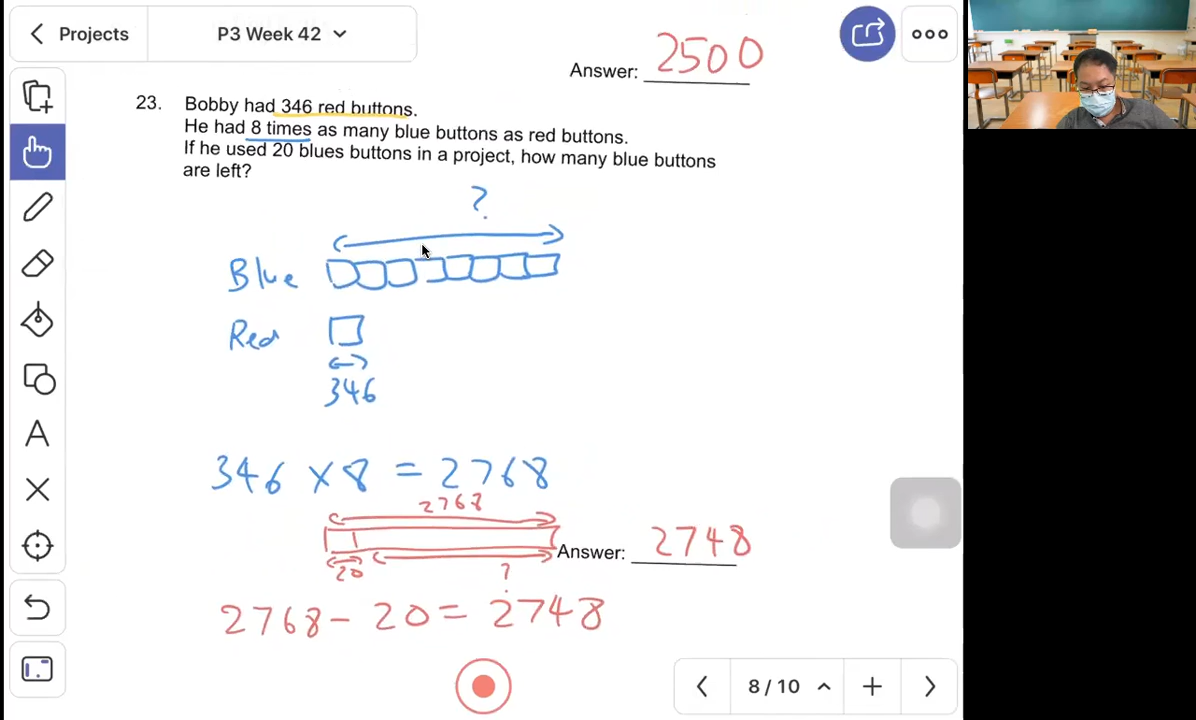 Projects
P3 Week 42
Answer: 2500
23. Bobby had 346 red buttons.
He had 8 times as many blue buttons as red buttons.
If he used 20 blues buttons in a project, how many blue buttons
are left?
?
Blue
Red
346
346 × 8 = 2768
2768
20
?
Answer: 2748
2768 - 20 = 2748
A
8 / 10